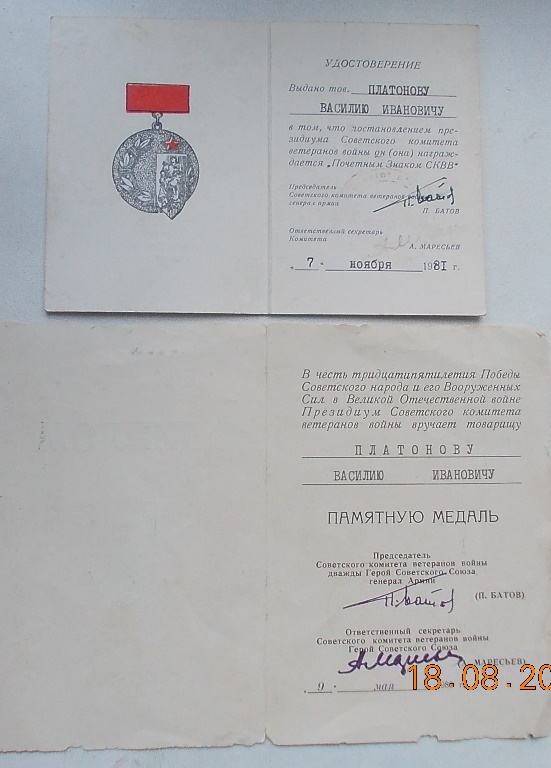 УДОСТОВЕРЕНИЕ
Выдано тов. ПЛАТОНОВУ
ВАСИЛИЮ ИВАНОВИЧУ
в том, что постановлением пре-
зидиума Советского комитета
ветеранов войны он (она) награж-
дается „Почетным Знаком СКВВ"
Председатель
Советского комитета ветеранов войны
генерал армии
П. Батов
П. БАТОВ
Ответственный секретарь
Комитета
А. МАРЕСЬЕВ
„ 7 " ноября 1981 г.
В честь тридцатипятилетия Победы
Советского народа и его Вооруженных
Сил в Великой Отечественной войне
Президиум Советского комитета
ветеранов войны вручает товарищу
ПЛАТОНОВУ
ВАСИЛИЮ ИВАНОВИЧУ
ПАМЯТНУЮ МЕДАЛЬ
Председатель
Советского комитета ветеранов войны
дважды Герой Советского Союза
генерал Армии
П. Батов (П. БАТОВ)
Ответственный секретарь
Советского комитета ветеранов войны
Герой Советского Союза
А. МАРЕСЬЕВ)
„ 9 " мая
18.08.20